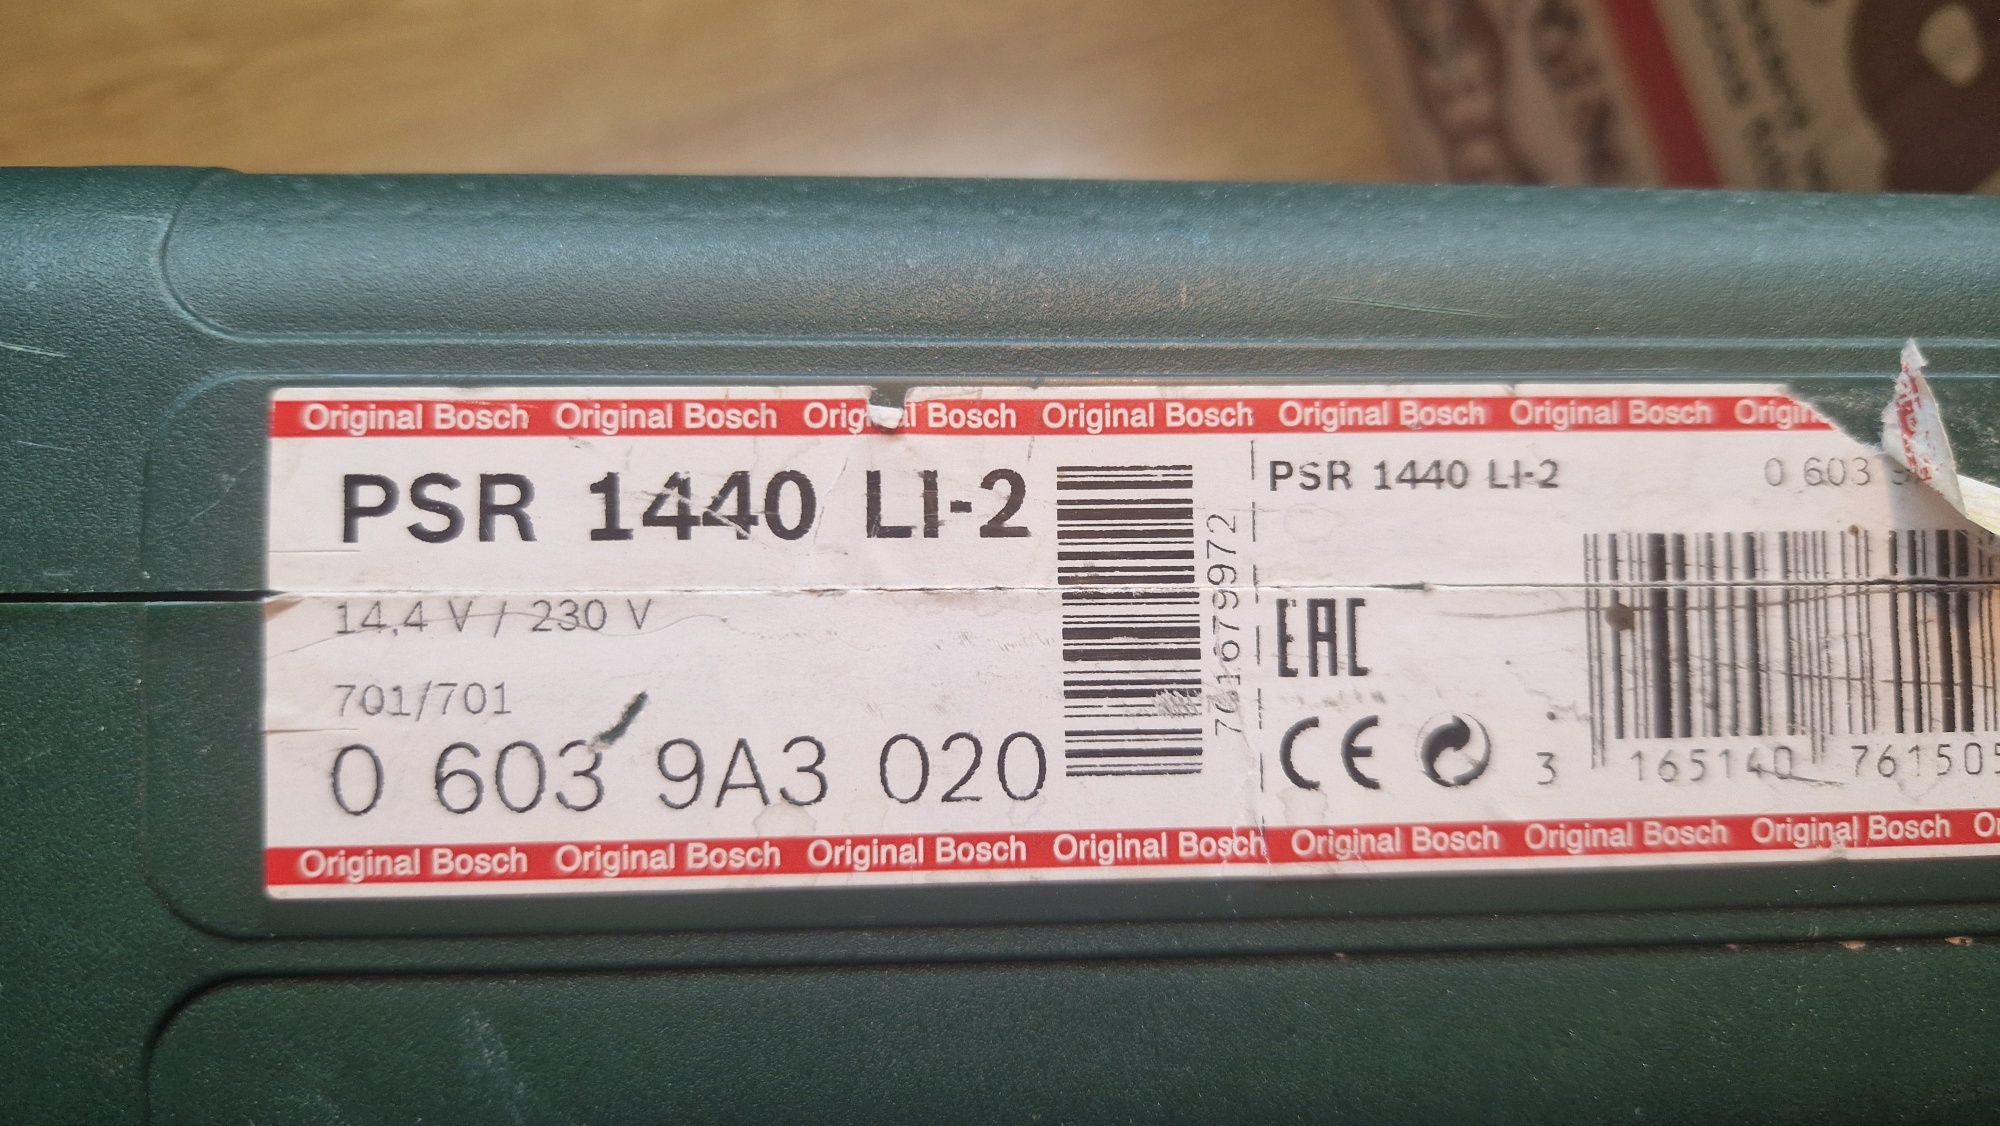 Original Bosch Original Bosch Original Bosch Original Bosch Original Bosch Original Bosch
PSR 1440 LI-2
14,4 V / 230 V
701/701
0 603 9A3 020
PSR 1440 LI-2
0 603
EAC
CE
3 165140 761505
Original Bosch Original Bosch Original Bosch Original Bosch Original Bosch Original Bosch Original Bosch